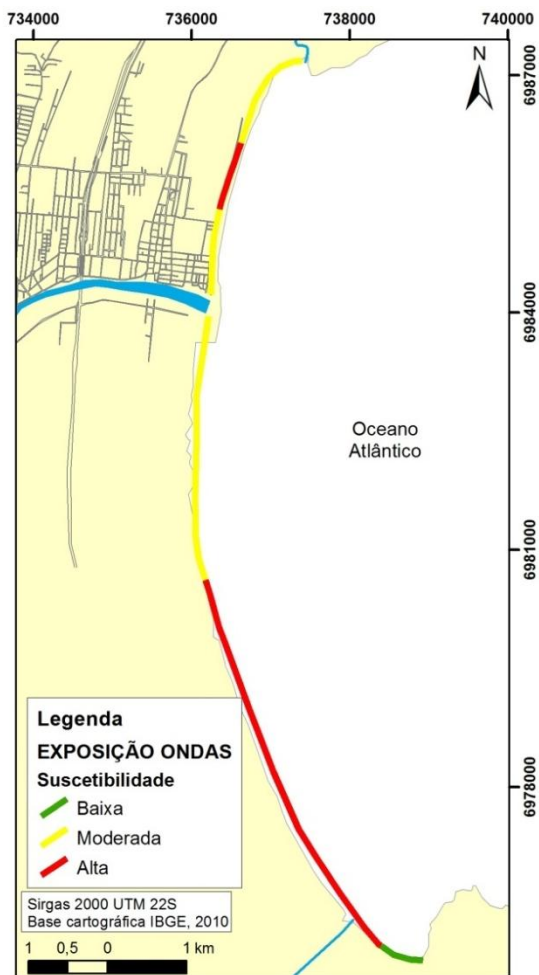 734000 736000 738000 740000
N
6987000
6984000
Oceano
Atlântico
6981000
6978000
Legenda
EXPOSIÇÃO ONDAS
Suscetibilidade
Baixa
Moderada
Alta
Sirgas 2000 UTM 22S
Base cartográfica IBGE, 2010
1 0,5 0 1 km